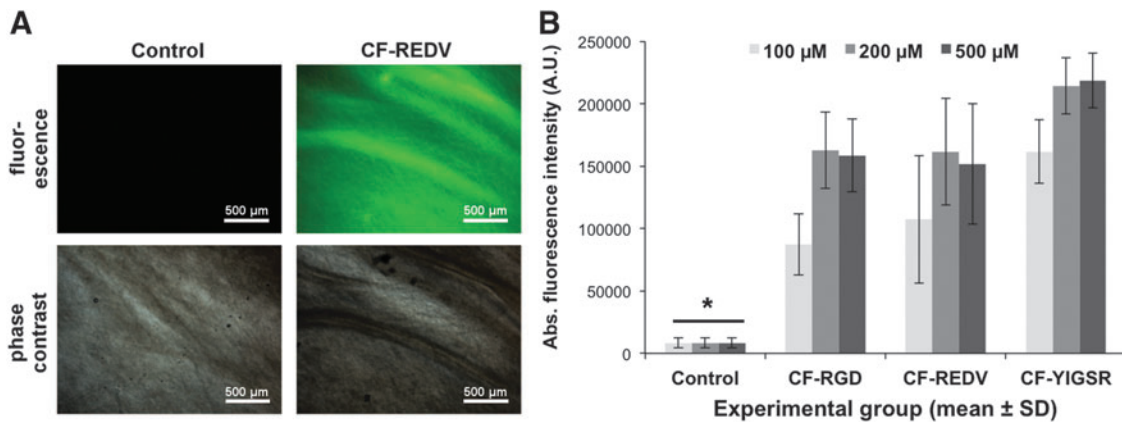 A
Control
CF-REDV
fluor-
escence
500 µm
500 µm
phase
contrast
500 µm
500 µm
B
Abs. fluorescence intensity (A.U.)
250000
200000
150000
100000
50000
0
100 µM
200 µM
500 µM
*
Control
CF-RGD
CF-REDV
CF-YIGSR
Experimental group (mean ± SD)